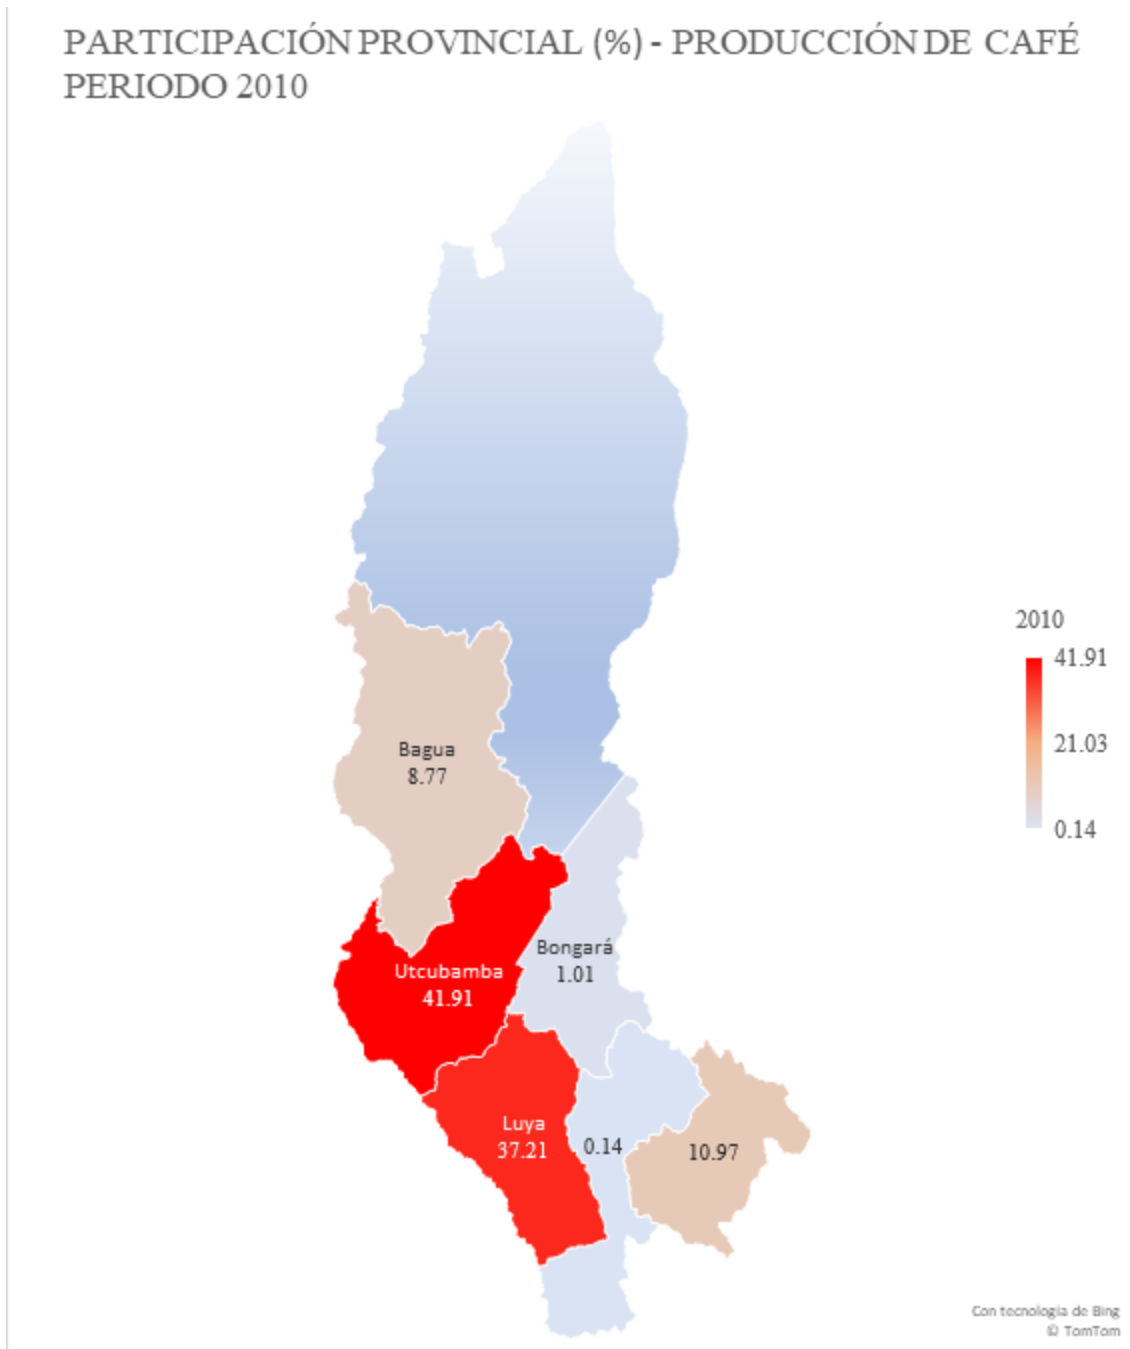 PARTICIPACIÓN PROVINCIAL (%) - PRODUCCIÓN DE CAFÉ
PERIODO 2010
2010
41.91
21.03
0.14
Bagua
8.77
Utcubamba
41.91
Bongará
1.01
Luya
37.21
0.14
10.97
Con tecnología de Bing
© TomTom